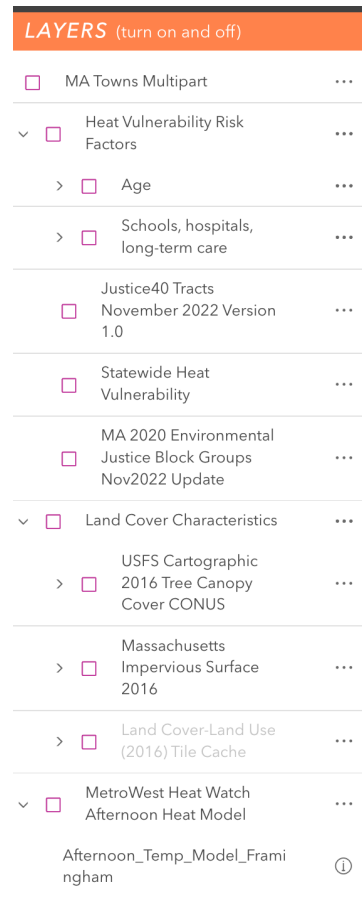 LAYERS (turn on and off)
MA Towns Multipart
Heat Vulnerability Risk
Factors
Age
Schools, hospitals,
long-term care
Justice40 Tracts
November 2022 Version
1.0
Statewide Heat
Vulnerability
MA 2020 Environmental
Justice Block Groups
Nov2022 Update
Land Cover Characteristics
USFS Cartographic
2016 Tree Canopy
Cover CONUS
Massachusetts
Impervious Surface
2016
Land Cover-Land Use
(2016) Tile Cache
MetroWest Heat Watch
Afternoon Heat Model
Afternoon_Temp_Model_Frami
ngham